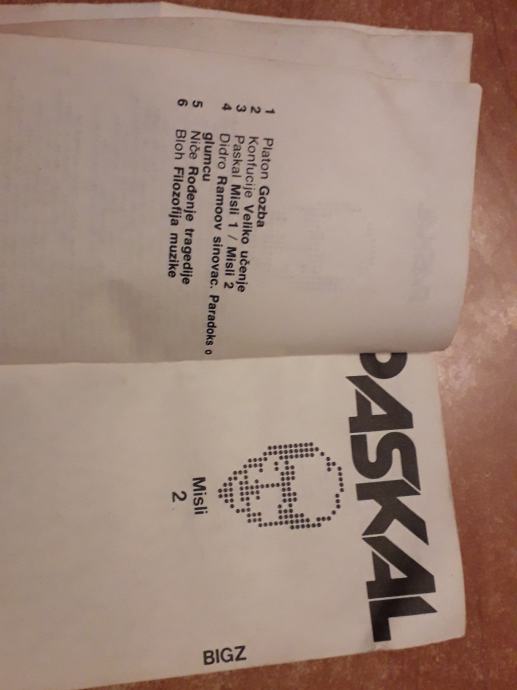 1 Platon Gozba
2 Konfucije Veliko učenje
3 Paskal Misli 1 / Misli 2
4 Didro Ramoov sinovac. Paradoks o
glumcu
5 Niče Rođenje tragedije
6 Bloh Filozofija muzike
PASKAL
Misli
2
BIGZ